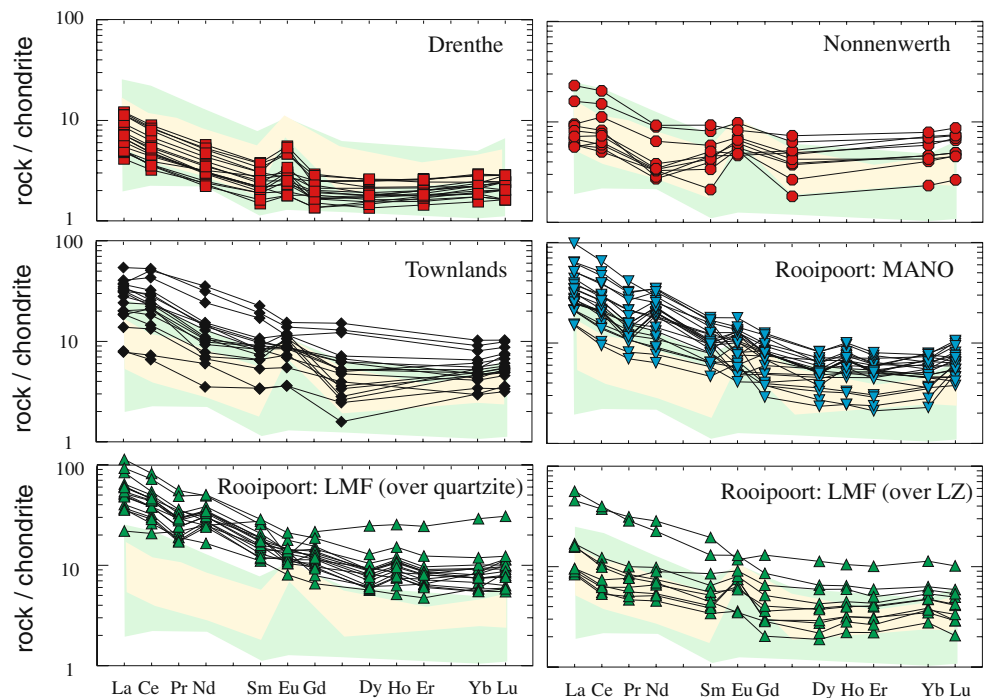 100
Drenthe
Nonnenwerth
10
1
rock / chondrite
100
Townlands
Rooipoort: MANO
10
1
rock / chondrite
100
Rooipoort: LMF (over quartzite)
Rooipoort: LMF (over LZ)
10
1
rock / chondrite
La Ce Pr Nd Sm Eu Gd Dy Ho Er Yb Lu
La Ce Pr Nd Sm Eu Gd Dy Ho Er Yb Lu